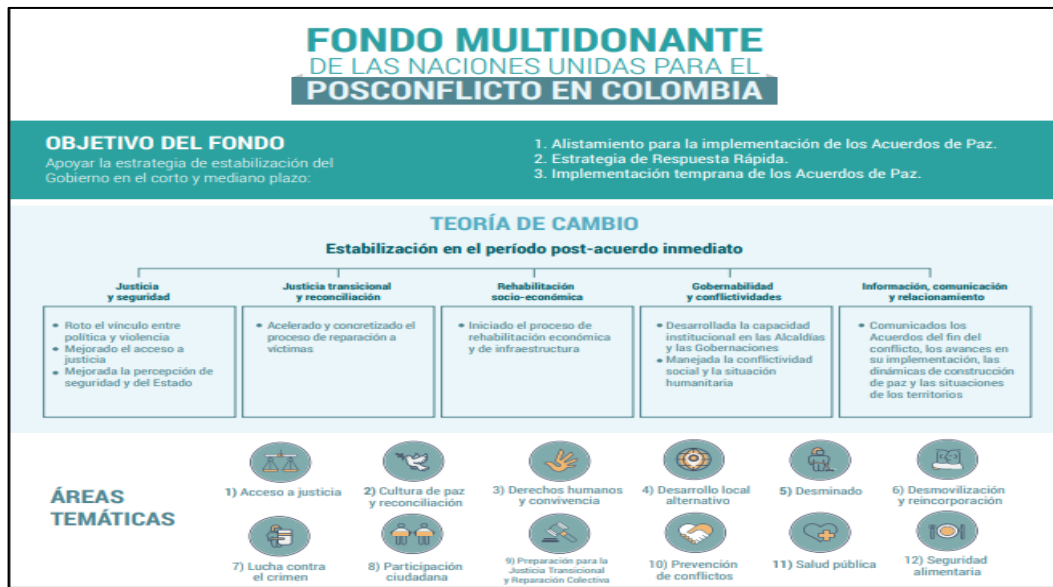 FONDO MULTIDONANTE
DE LAS NACIONES UNIDAS PARA EL
POSCONFLICTO EN COLOMBIA
OBJETIVO DEL FONDO
Apoyar la estrategia de estabilización del
Gobierno en el corto y mediano plazo:
1. Alistamiento para la implementación de los Acuerdos de Paz.
2. Estrategia de Respuesta Rápida.
3. Implementación temprana de los Acuerdos de Paz.
TEORÍA DE CAMBIO
Estabilización en el período post-acuerdo inmediato
Justicia
y seguridad
• Roto el vínculo entre
política y violencia
• Mejorado el acceso a
justicia
• Mejorada la percepción de
seguridad y del Estado
Justicia transicional
y reconciliación
• Acelerado y concretizado el
proceso de reparación a
víctimas
Rehabilitación
socio-económica
• Iniciado el proceso de
rehabilitación económica
y de infraestructura
Gobernabilidad
y conflictividades
• Desarrollada la capacidad
institucional en las Alcaldías
y las Gobernaciones
• Manejada la conflictividad
social y la situación
humanitaria
Información, comunicación
y relacionamiento
• Comunicados los
Acuerdos del fin del
conflicto, los avances en
su implementación, las
dinámicas de construcción
de paz y las situaciones
de los territorios
ÁREAS
TEMÁTICAS
1) Acceso a justicia
2) Cultura de paz
y reconciliación
3) Derechos humanos
y convivencia
4) Desarrollo local
alternativo
5) Desminado
6) Desmovilización
y reincorporación
7) Lucha contra
el crimen
8) Participación
ciudadana
9) Preparación para la
Justicia Transicional
y Reparación Colectiva
10) Prevención
de conflictos
11) Salud pública
12) Seguridad
alimentaria